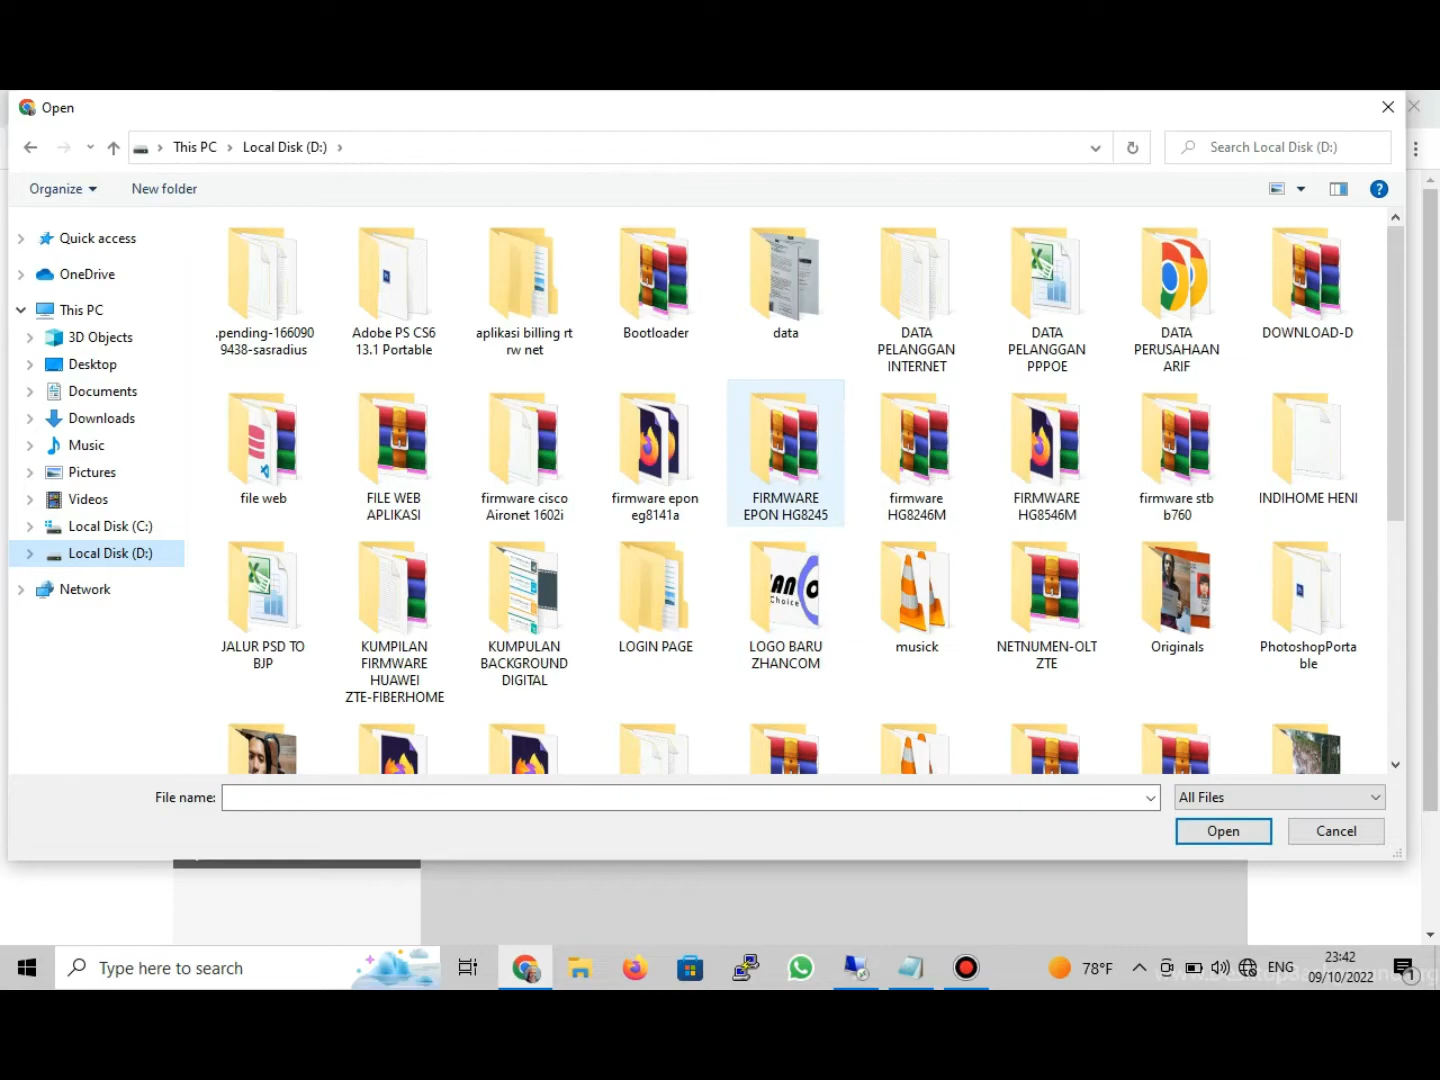 Open
This PC
Local Disk (D:)
Search Local Disk (D:)
Organize
New folder
Quick access
OneDrive
This PC
3D Objects
Desktop
Documents
Downloads
Music
Pictures
Videos
Local Disk (C:)
Local Disk (D:)
Network
.pending-166090
9438-sasradius
Adobe PS CS6
13.1 Portable
aplikasi billing rt
rw net
Bootloader
data
DATA
PELANGGAN
INTERNET
DATA
PELANGGAN
PPPOE
DATA
PERUSAHAAN
ARIF
DOWNLOAD-D
file web
FILE WEB
APLIKASI
firmware cisco
Aironet 1602i
firmware epon
eg8141a
FIRMWARE
EPON HG8245
firmware
HG8246M
FIRMWARE
HG8546M
firmware stb
b760
INDIHOME HENI
JALUR PSD TO
BJP
KUMPILAN
FIRMWARE
HUAWEI
ZTE-FIBERHOME
KUMPULAN
BACKGROUND
DIGITAL
LOGIN PAGE
LOGO BARU
ZHANCOM
musick
NETNUMEN-OLT
ZTE
Originals
PhotoshopPorta
ble
File name:
All Files
Open
Cancel
Type here to search
78°F
ENG
23:42
09/10/2022
1